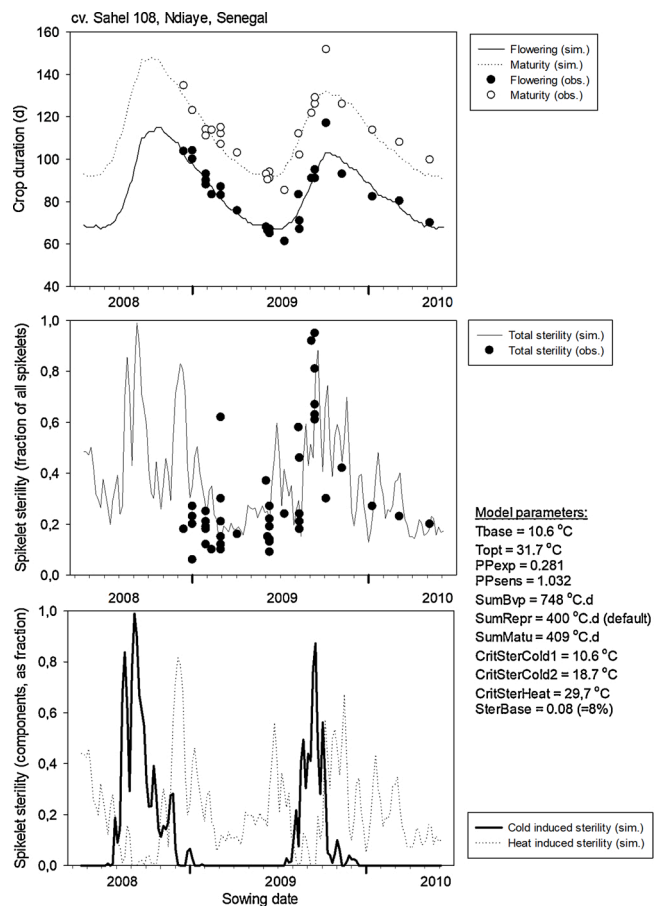 cv. Sahel 108, Ndiaye, Senegal
160
140
120
100
80
60
40
Crop duration (d)
2008
2009
2010
Flowering (sim.)
Maturity (sim.)
Flowering (obs.)
Maturity (obs.)
1,0
0,8
0,6
0,4
0,2
0,0
Spikelet sterility (fraction of all spikelets)
2008
2009
2010
Total sterility (sim.)
Total sterility (obs.)
Model parameters:
Tbase = 10.6 °C
Topt = 31.7 °C
PPexp = 0.281
PPsens = 1.032
SumBvp = 748 °C.d
SumRepr = 400 °C.d (default)
SumMatu = 409 °C.d
CritSterCold1 = 10.6 °C
CritSterCold2 = 18.7 °C
CritSterHeat = 29,7 °C
SterBase = 0.08 (=8%)
1,0
0,8
0,6
0,4
0,2
0,0
Spikelet sterility (components, as fraction)
2008
2009
2010
Sowing date
Cold induced sterility (sim.)
Heat induced sterility (sim.)